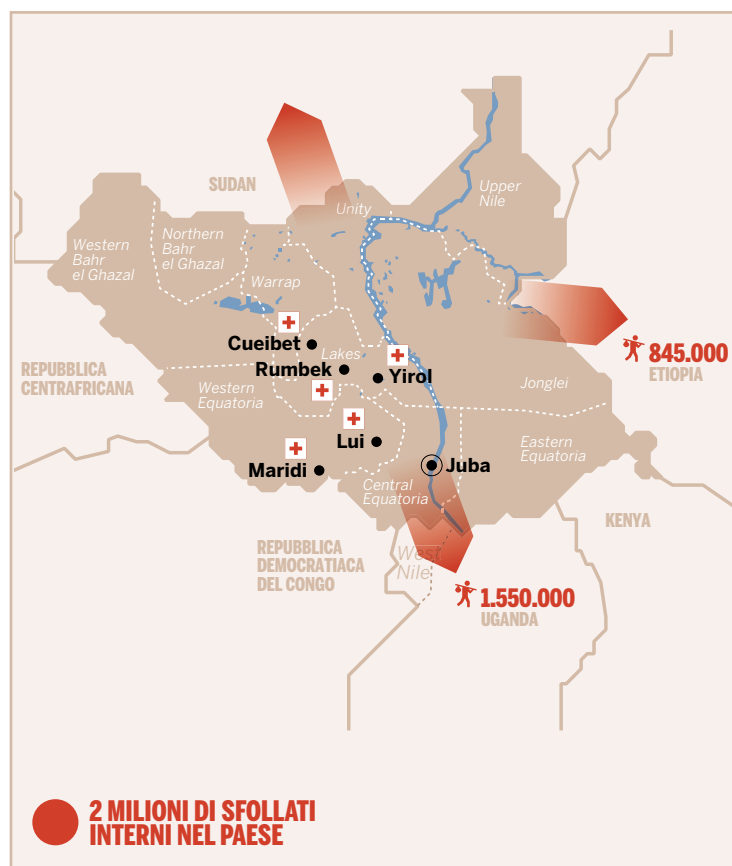 SUDAN
Upper
Nile
Unity
Northern
Bahr
el Ghazal
Western
Bahr
el Ghazal
Warrap
Cueibet
Lakes
845.000
ETIOPIA
REPUBBLICA
CENTRAFRICANA
Rumbek
Yirol
Western
Equatoria
Jonglei
Lui
Eastern
Equatoria
Maridi
Juba
Central
Equatoria
KENYA
REPUBBLICA
DEMOCRATIACA
DEL CONGO
West
Nile
1.550.000
UGANDA
2 MILIONI DI SFOLLATI
INTERNI NEL PAESE